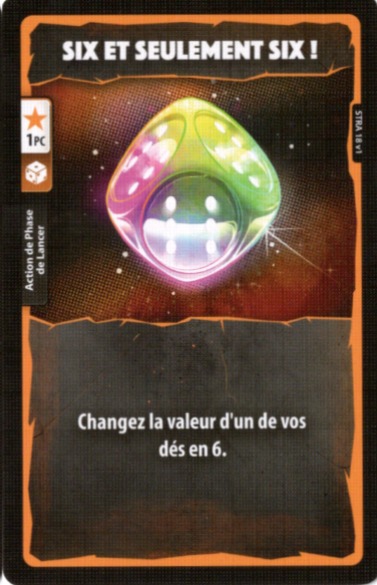 SIX ET SEULEMENT SIX !
1PC
STRA 18 v1
Action de Phase
de Lancer
Changez la valeur d'un de vos
dés en 6.